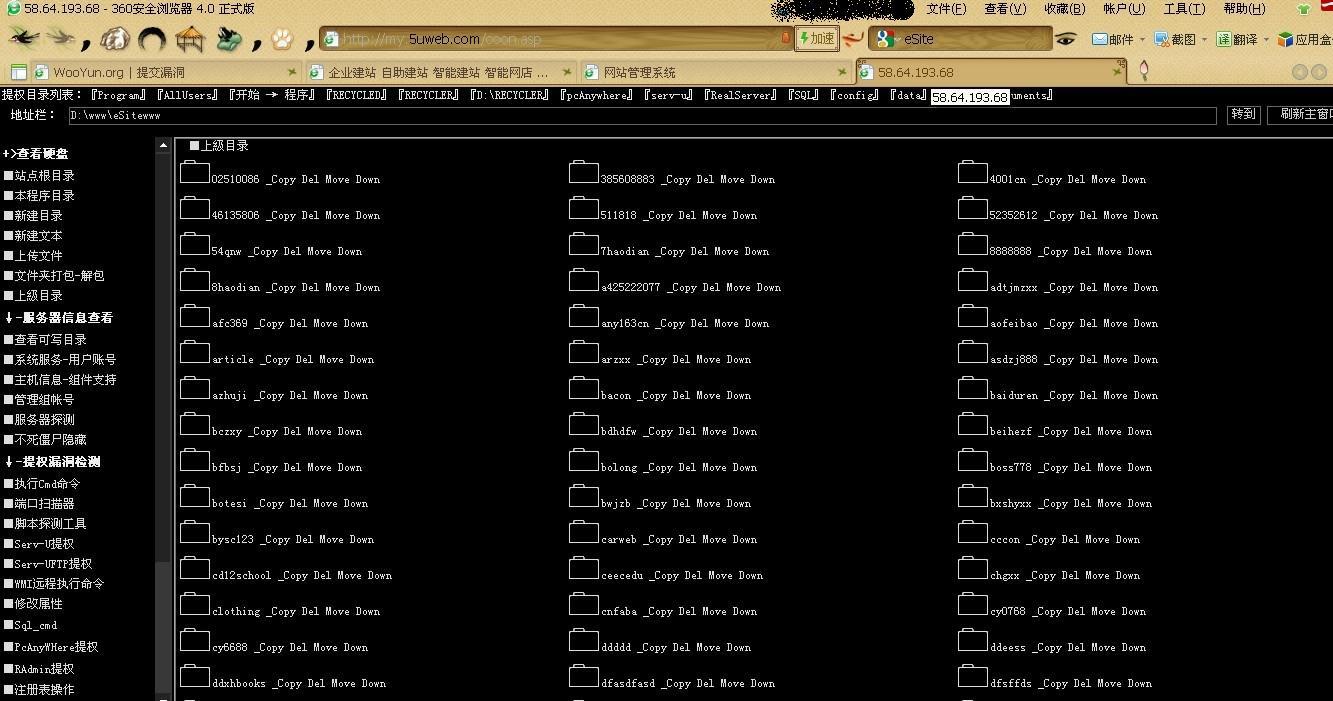 58.64.193.68 - 360安全浏览器 4.0 正式版
文件(F) 查看(V) 收藏(B) 帐户(U) 工具(T) 帮助(H)
http://my.5uweb.com/coon.asp 加速 eSite 邮件 截图 翻译 应用盒
WooYun.org | 提交漏洞 企业建站 自助建站 智能建站 智能网店 ... 网站管理系统 58.64.193.68
提权目录列表： 『Program』 『AllUsers』 『开始 → 程序』 『RECYCLED』 『RECYCLER』 『D:\RECYCLER』 『pcAnywhere』 『serv-u』 『RealServer』 『SQL』 『config』 『data』 58.64.193.68 uments』
地址栏： D:\www\eSitewww 转到 刷新主窗口
+>查看硬盘
■站点根目录
■本程序目录
■新建目录
■新建文本
■上传文件
■文件夹打包-解包
■上级目录
↓-服务器信息查看
■查看可写目录
■系统服务-用户账号
■主机信息-组件支持
■管理组帐号
■服务器探测
■不死僵尸隐藏
↓-提权漏洞检测
■执行Cmd命令
■端口扫描器
■脚本探测工具
■Serv-U提权
■Serv-UFTP提权
■WMI远程执行命令
■修改属性
■Sql_cmd
■PcAnyWHere提权
■RAdmin提权
■注册表操作
■上级目录
02510086 _Copy Del Move Down 385608883 _Copy Del Move Down 4001cn _Copy Del Move Down
46135806 _Copy Del Move Down 511818 _Copy Del Move Down 52352612 _Copy Del Move Down
54qnw _Copy Del Move Down 7haodian _Copy Del Move Down 8888888 _Copy Del Move Down
8haodian _Copy Del Move Down a425222077 _Copy Del Move Down adtjmzxx _Copy Del Move Down
afc369 _Copy Del Move Down any163cn _Copy Del Move Down aofeibao _Copy Del Move Down
article _Copy Del Move Down arzxx _Copy Del Move Down asdzj888 _Copy Del Move Down
azhuji _Copy Del Move Down bacon _Copy Del Move Down baiduren _Copy Del Move Down
bczxy _Copy Del Move Down bdhdfw _Copy Del Move Down beihezf _Copy Del Move Down
bfbsj _Copy Del Move Down bolong _Copy Del Move Down boss778 _Copy Del Move Down
botesi _Copy Del Move Down bwjzb _Copy Del Move Down bxshyxx _Copy Del Move Down
bysc123 _Copy Del Move Down carweb _Copy Del Move Down cccon _Copy Del Move Down
cd12school _Copy Del Move Down ceecedu _Copy Del Move Down chgxx _Copy Del Move Down
clothing _Copy Del Move Down cnfaba _Copy Del Move Down cy0768 _Copy Del Move Down
cy6688 _Copy Del Move Down ddddd _Copy Del Move Down ddeess _Copy Del Move Down
ddxhbooks _Copy Del Move Down dfasdfasd _Copy Del Move Down dfsffds _Copy Del Move Down